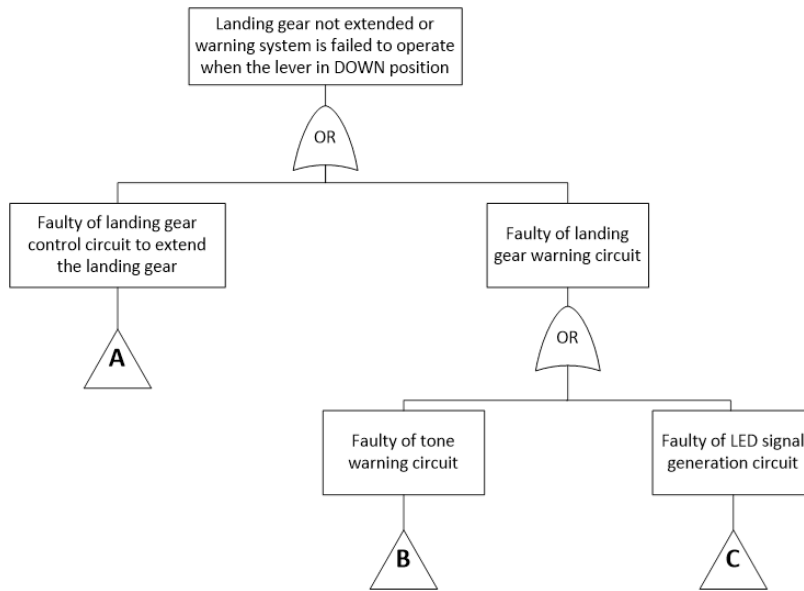 Landing gear not extended or
warning system is failed to operate
when the lever in DOWN position
OR
Faulty of landing gear
control circuit to extend
the landing gear
Faulty of landing
gear warning circuit
A
OR
Faulty of tone
warning circuit
Faulty of LED signal
generation circuit
B
C